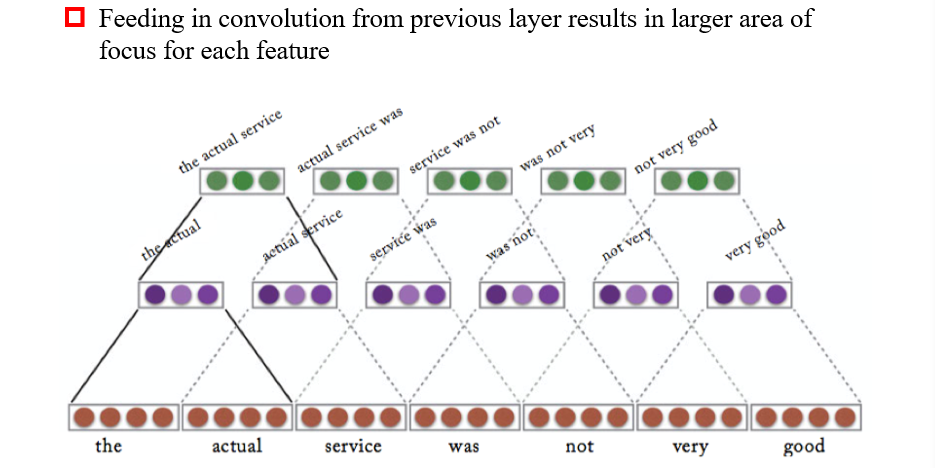 Feeding in convolution from previous layer results in larger area of
focus for each feature
the actual service
actual service was
service was not
was not very
not very good
the actual
actual service
service was
was not
not very
very good
the
actual
service
was
not
very
good